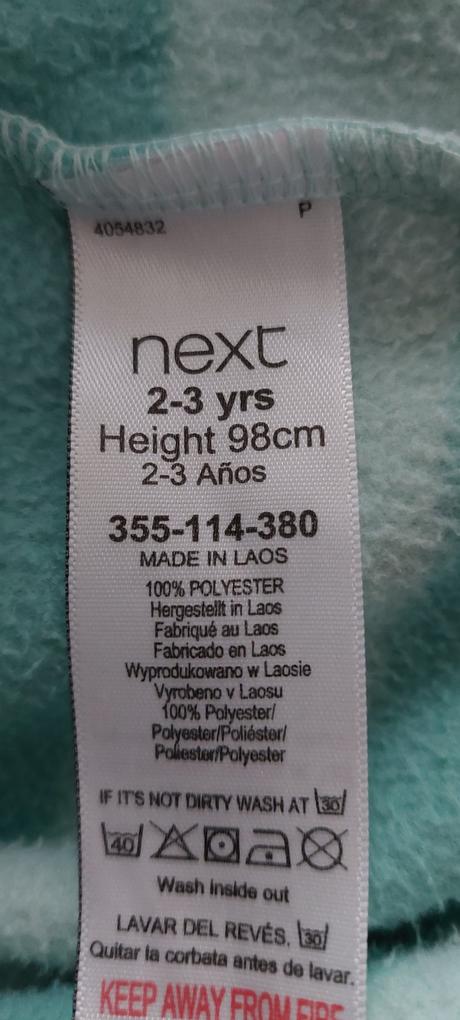 4054832 P
next
2-3 yrs
Height 98cm
2-3 Años
355-114-380
MADE IN LAOS
100% POLYESTER
Hergestellt in Laos
Fabriqué au Laos
Fabricado en Laos
Wyprodukowano w Laosie
Vyrobeno v Laosu
100% Polyester/
Polyester/Poliéster/
Poliester/Polyester
IF IT'S NOT DIRTY WASH AT 30
40
Wash inside out
LAVAR DEL REVÉS. 30
Quitar la corbata antes de lavar.
KEEP AWAY FROM FIRE